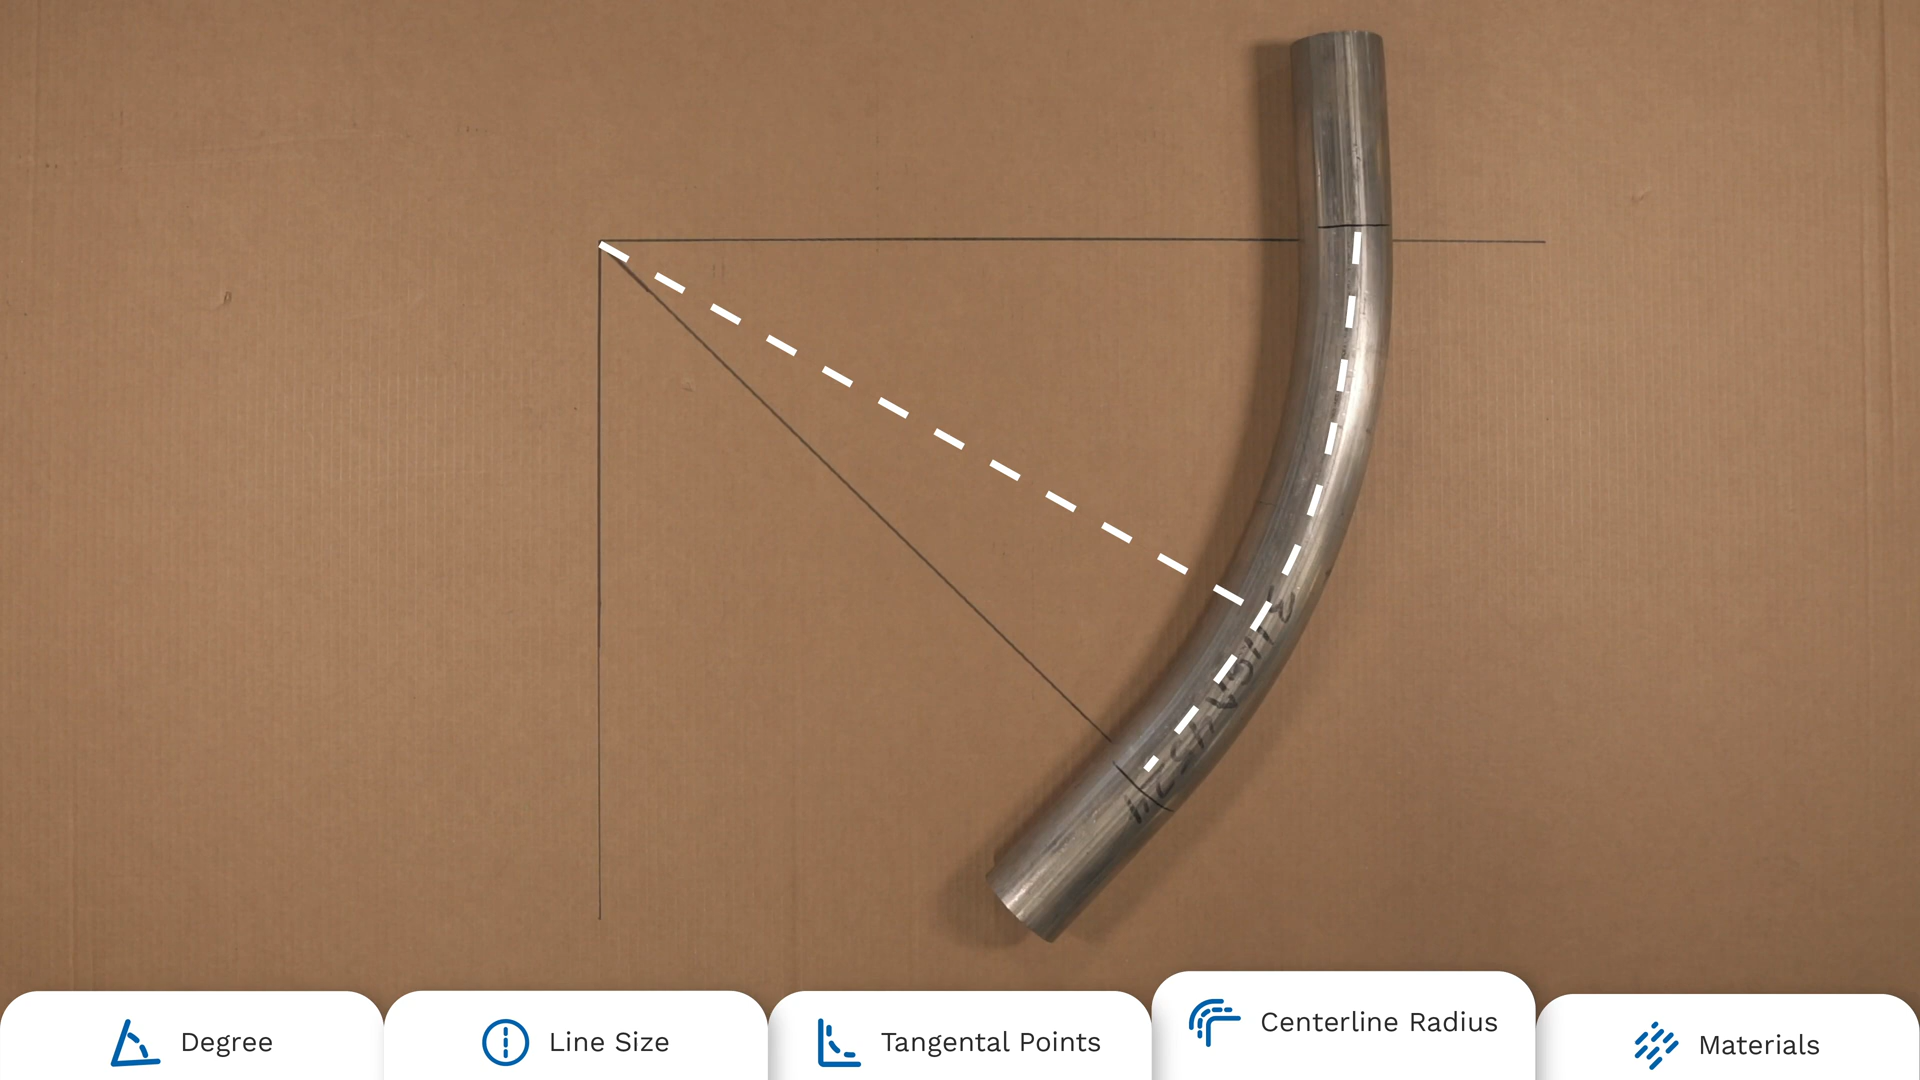 Degree
Line Size
Tangental Points
Centerline Radius
Materials